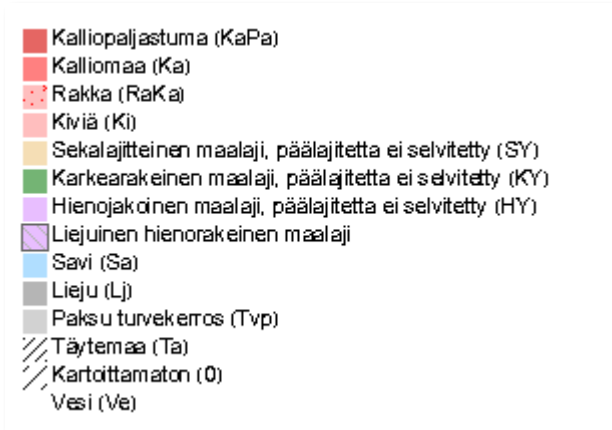 Kalliopaljastuma (KaPa)
Kalliomaa (Ka)
Rakka (RaKa)
Kiviä (Ki)
Sekalajitteinen maalaji, päälajitetta ei selvitetty (SY)
Karkearakeinen maalaji, päälajitetta ei selvitetty (KY)
Hienojakoinen maalaji, päälajitetta ei selvitetty (HY)
Liejuinen hienorakeinen maalaji
Savi (Sa)
Lieju (Lj)
Paksu turvekerros (Tvp)
Täytemaa (Ta)
Kartoittamaton (0)
Vesi (Ve)